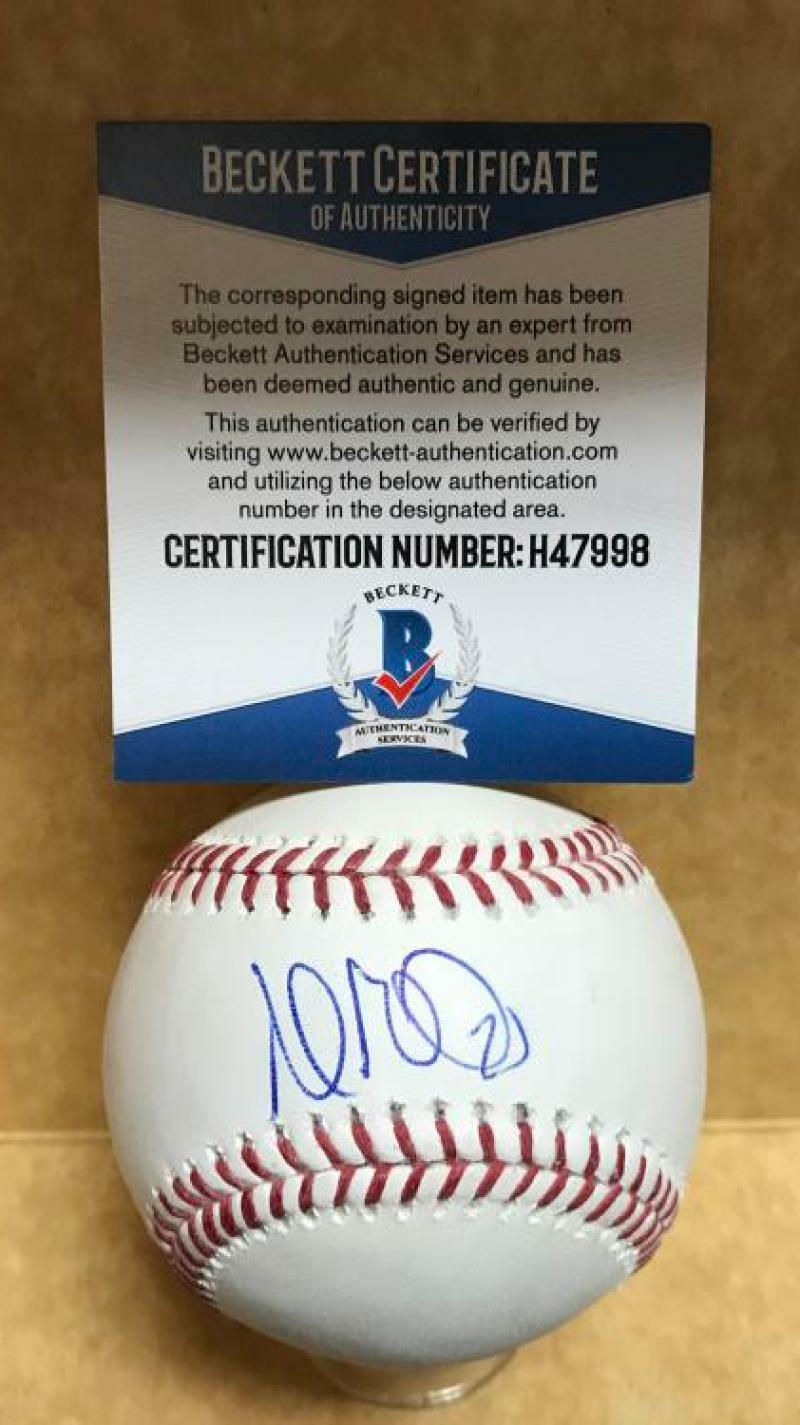 BECKETT CERTIFICATE
OF AUTHENTICITY
The corresponding signed item has been
subjected to examination by an expert from
Beckett Authentication Services and has
been deemed authentic and genuine.
This authentication can be verified by
visiting www.beckett-authentication.com
and utilizing the below authentication
number in the designated area.
CERTIFICATION NUMBER: H47998
BECKETT
B
AUTHENTICATION
SERVICES